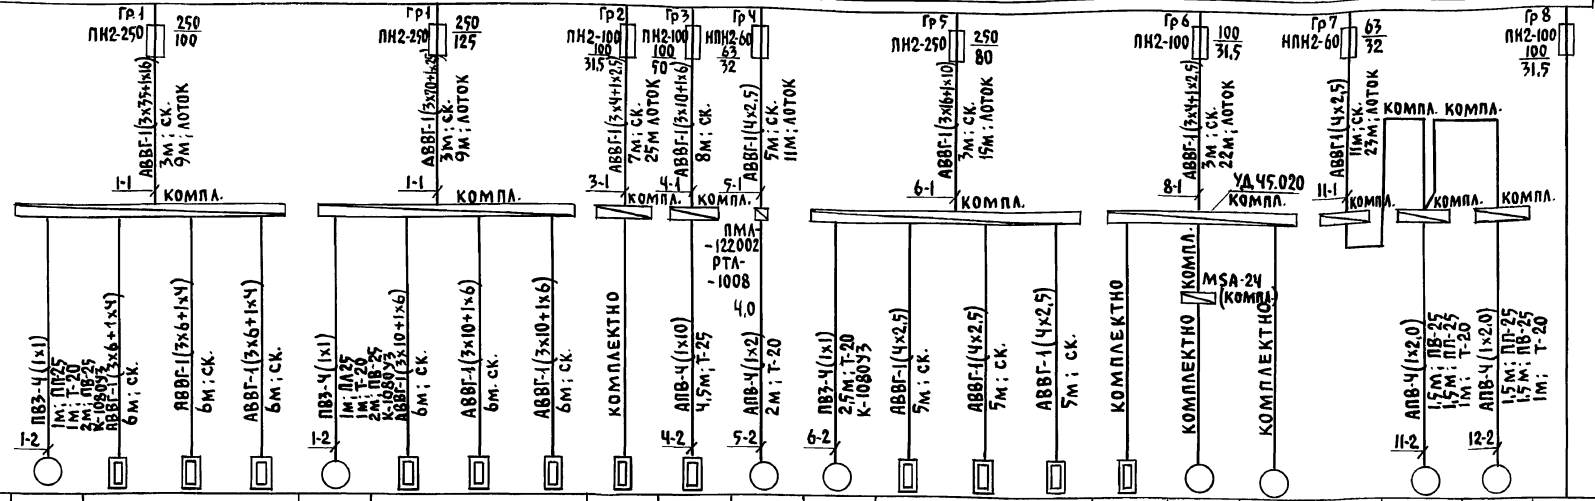 Гр.1
ПН2-250
250
100
АВВГ-1(3х35+1х16)
3м; СК.
9м; ЛОТОК
1-1
КОМПЛ.
ПВ3-4(1х1)
1м; ПП-25
1м; Т-20
2м; ПВ-25
К-1080У3
АВВГ-1(3х6+1х4)
6м; СК.
АВВГ-1(3х6+1х4)
6м; СК.
АВВГ-1(3х6+1х4)
6м; СК.
1-2
Гр1
ПН2-250
250
125
АВВГ-1(3х70+1х25)
3м; СК.
9м; ЛОТОК
1-1
КОМПЛ.
ПВ3-4(1х1)
1м; ПЛ25
1м; Т-20
2м; ПВ-25
К-1080У3
АВВГ-1(3х10+1х6)
6м; СК.
АВВГ-1(3х10+1х6)
6м. СК.
АВВГ-1(3х10+1х6)
6м; СК.
1-2
Гр2
ПН2-100
100
31,5
АВВГ-1(3х4+1х2,5)
7м; СК.
25м ЛОТОК
3-1
КОМПЛ.
КОМПЛЕКТНО
Гр3
ПН2-100
100
50
АВВГ-1(3х10+1х6)
8м; СК.
4-1
КОМПЛ.
АПВ-4(1х10)
4,5м; Т-25
4-2
Гр4
НПН2-60
63
32
АВВГ-1(4х2,5)
5м; СК.
11м; ЛОТОК
5-1
ПМЛ-
-122002
РТЛ-
-1008
4,0
АПВ-4(1х2)
2м; Т-20
5-2
Гр5
ПН2-250
250
80
АВВГ-1(3х16+1х10)
3м; СК.
15м; ЛОТОК
6-1
КОМПЛ.
ПВ3-4(1х1)
2,5м; Т-20
К-1080У3
АВВГ-1(4х2,5)
5м; СК.
АВВГ-1(4х2,5)
5м; СК.
АВВГ-1(4х2,5)
5м; СК.
6-2
Гр6
ПН2-100
100
31,5
АВВГ-1(3х4+1х2,5)
3м; СК.
22м; ЛОТОК
8-1
УД.45.020
КОМПЛ.
КОМПЛЕКТНО
КОМПЛ.
MSA-24
(КОМПЛ)
КОМПЛЕКТНО
КОМПЛЕКТНО
Гр7
НПН2-60
63
32
АВВГ1(4х2,5)
11м; СК.
23м; ЛОТОК
11-1
КОМПЛ.
КОМПЛ.
КОМПЛ.
КОМПЛ.
КОМПЛ.
АПВ-4(1х2,0)
1,5м; ПВ-25
1,5м; ПП-25
1м; Т-20
11-2
АПВ-4(1х2.0)
1,5м; ПП-25
1,5м; ПВ-25
1м; Т-20
12-2
Гр8
ПН2-100
100
31,5